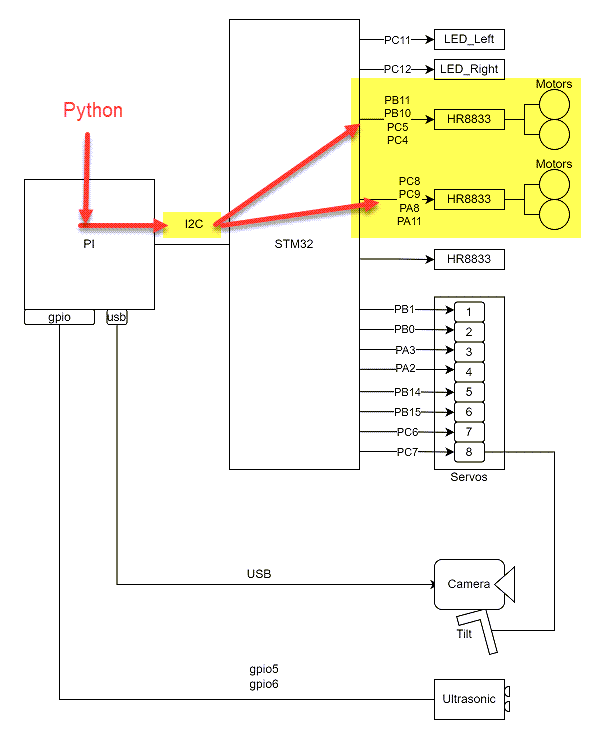 PC11
LED_Left
PC12
LED_Right
Motors
PB11
PB10
PC5
PC4
HR8833
Python
Motors
PC8
PC9
PA8
PA11
HR8833
I2C
PI
STM32
HR8833
gpio
usb
PB1
1
PB0
2
PA3
3
PA2
4
PB14
5
PB15
6
PC6
7
PC7
8
Servos
USB
Camera
Tilt
gpio5
gpio6
Ultrasonic